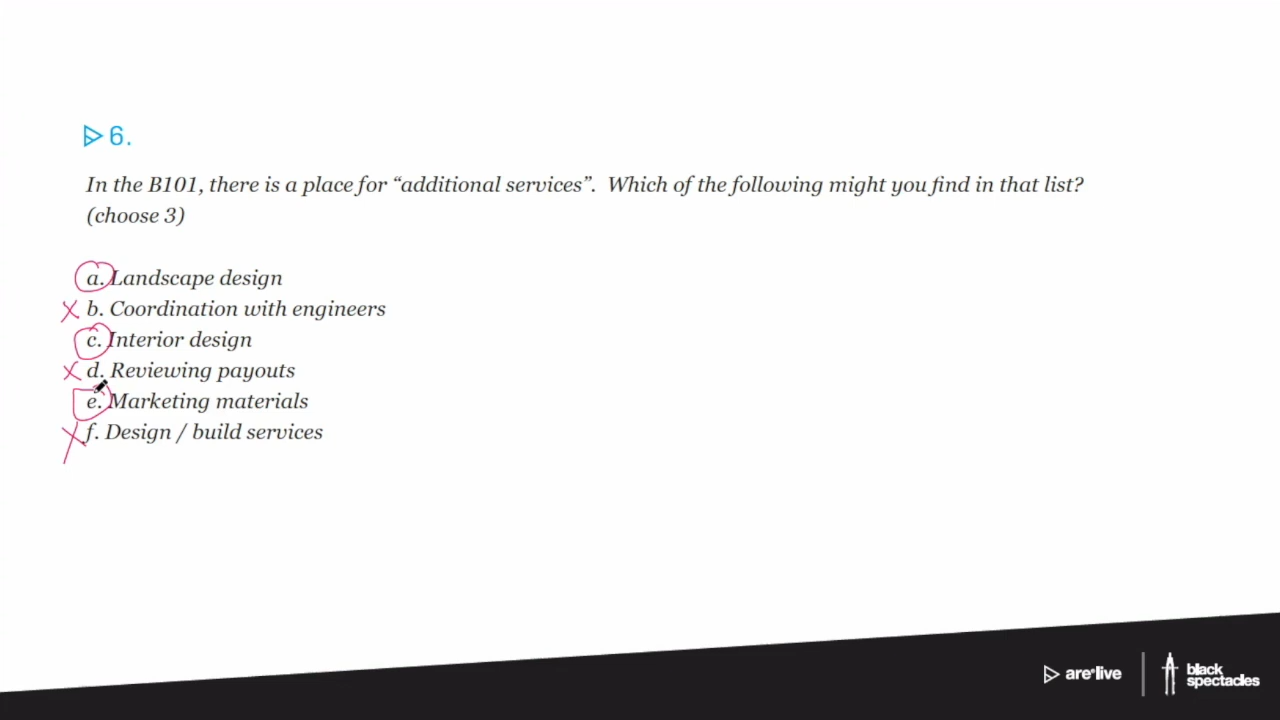 6.
In the B101, there is a place for “additional services”. Which of the following might you find in that list?
(choose 3)
a. Landscape design
b. Coordination with engineers
c. Interior design
d. Reviewing payouts
e. Marketing materials
f. Design / build services
are live
black
spectacles